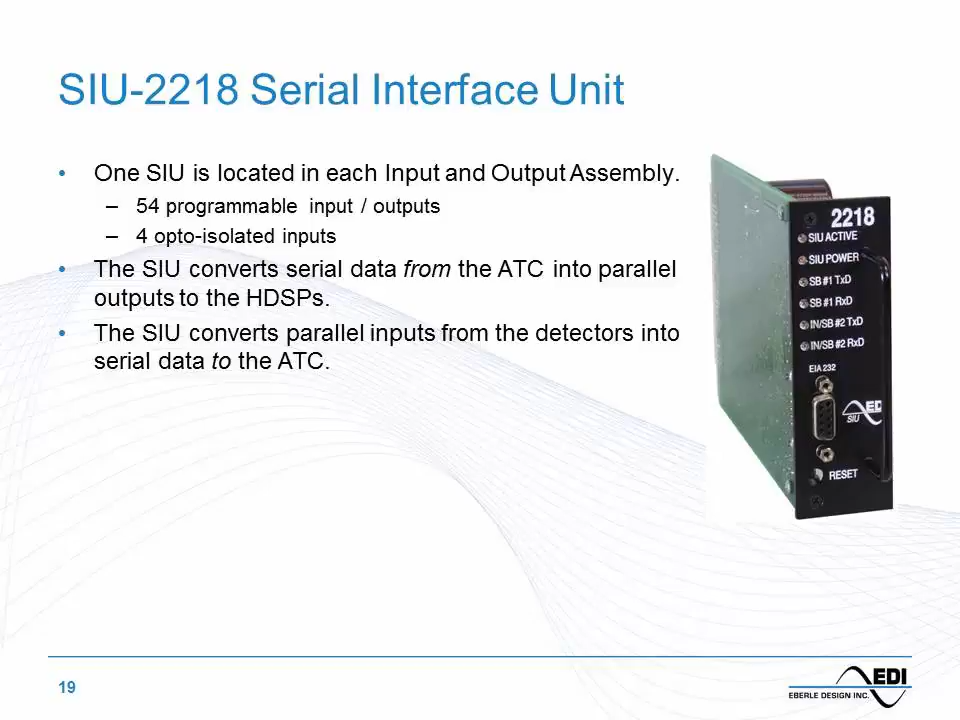 SIU-2218 Serial Interface Unit
• One SIU is located in each Input and Output Assembly.
– 54 programmable input / outputs
– 4 opto-isolated inputs
• The SIU converts serial data from the ATC into parallel
outputs to the HDSPs.
• The SIU converts parallel inputs from the detectors into
serial data to the ATC.
2218
SIU ACTIVE
SIU POWER
SB #1 TxD
SB #1 RxD
IN/SB #2 TxD
IN/SB #2 RxD
EIA 232
EDI
SIU
RESET
19
EDI
EBERLE DESIGN INC.